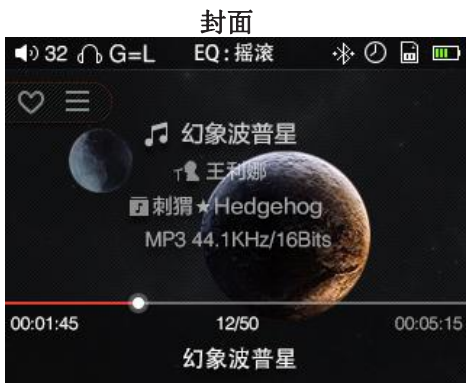 封面
32 G=L EQ:摇滚
幻象波普星
王利娜
刺猬★Hedgehog
MP3 44.1KHz/16Bits
00:01:45 12/50 00:05:15
幻象波普星